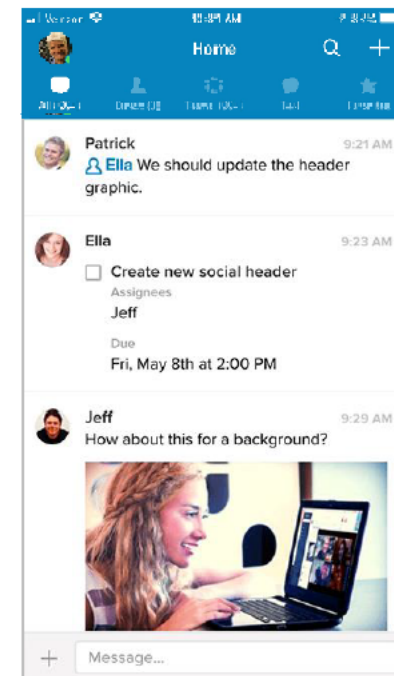 Home
Patrick
9:21 AM
Ella We should update the header
graphic.
Ella
9:23 AM
Create new social header
Assignees
Jeff
Due
Fri, May 8th at 2:00 PM
Jeff
9:29 AM
How about this for a background?
Message...